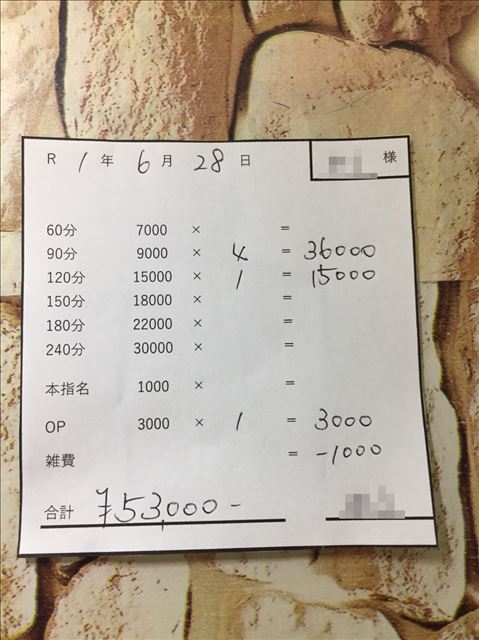 R 1 年 6 月 28 日 様
60分 7000 × =
90分 9000 × 4 = 36000
120分 15000 × 1 = 15000
150分 18000 × =
180分 22000 × =
240分 30000 × =
本指名 1000 × =
OP 3000 × 1 = 3000
雑費 = -1000
合計 ¥53,000-